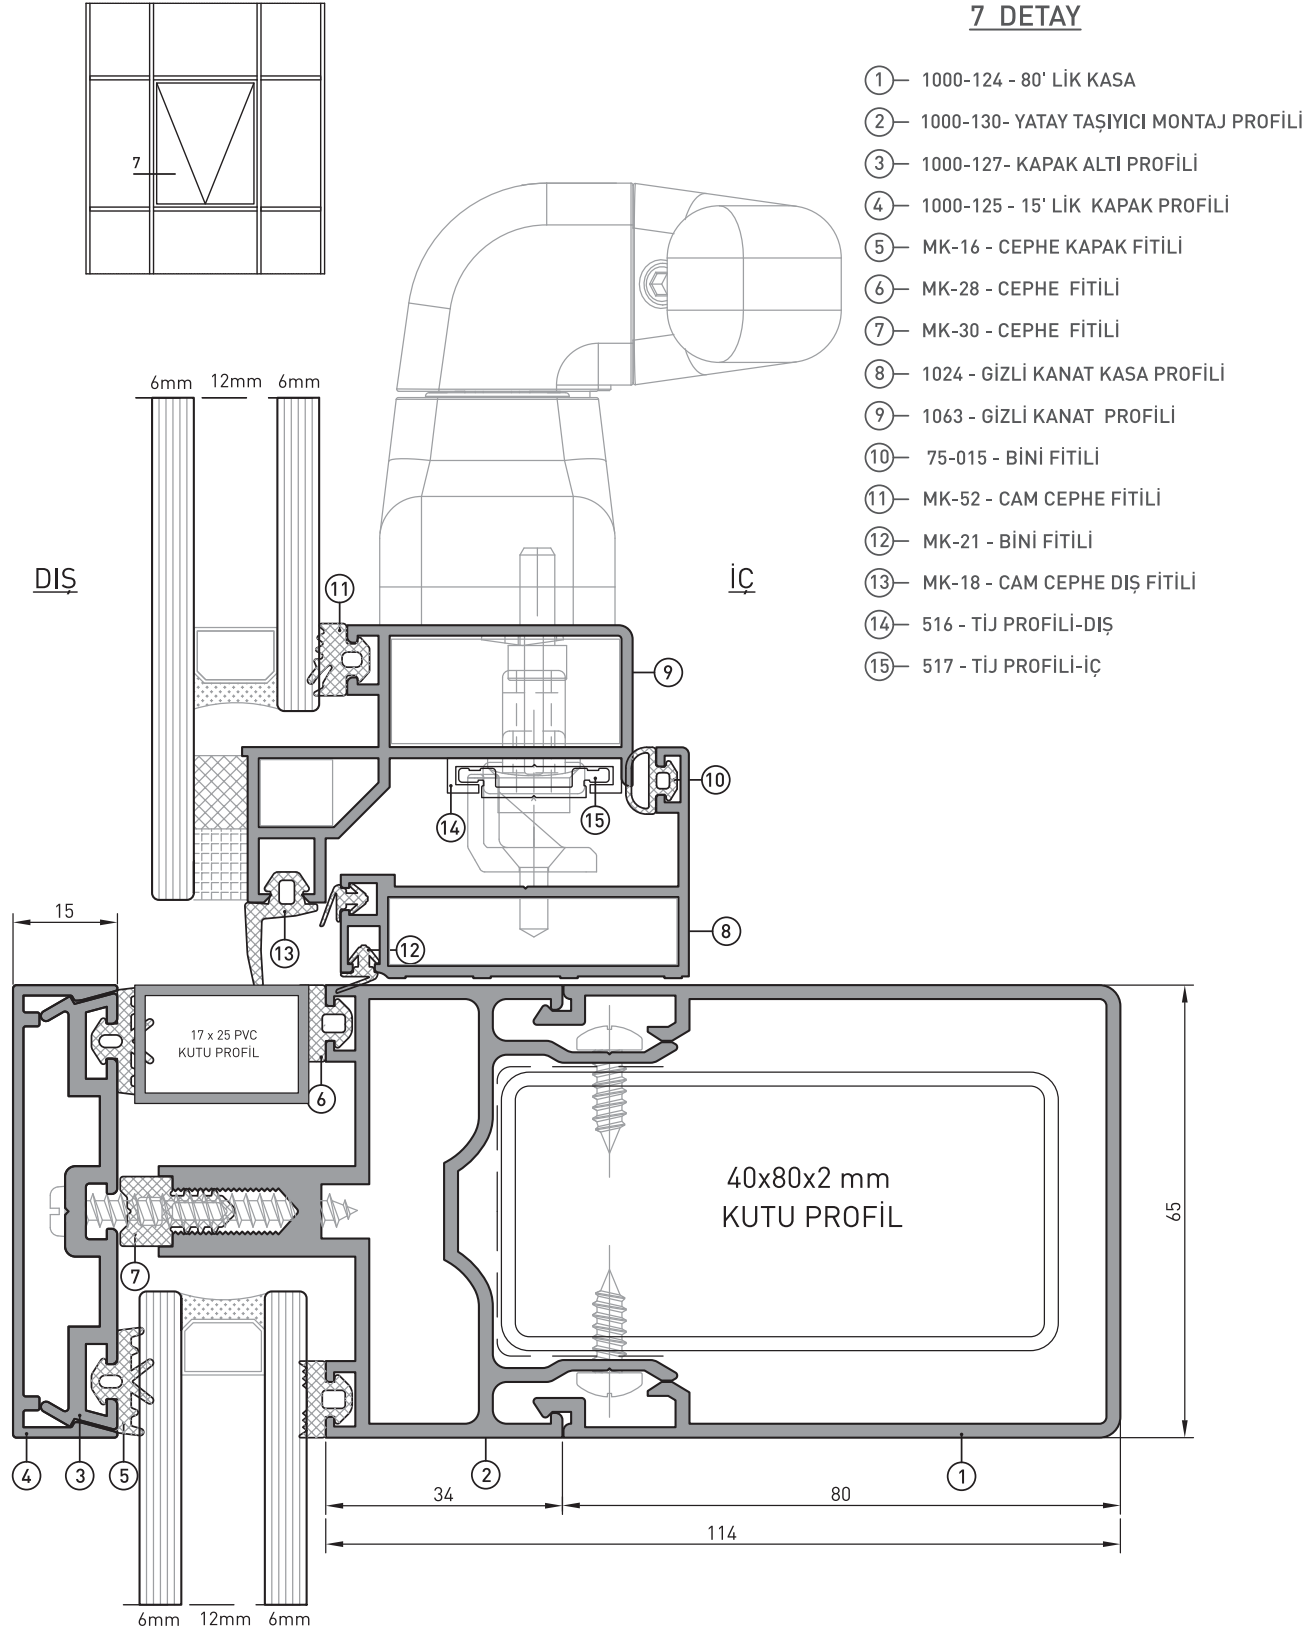 7 DETAY
1 1000-124 - 80' LİK KASA
2 1000-130- YATAY TAŞIYICI MONTAJ PROFİLİ
3 1000-127- KAPAK ALTI PROFİLİ
4 1000-125 - 15' LİK KAPAK PROFİLİ
5 MK-16 - CEPHE KAPAK FİTİLİ
6 MK-28 - CEPHE FİTİLİ
7 MK-30 - CEPHE FİTİLİ
8 1024 - GİZLİ KANAT KASA PROFİLİ
9 1063 - GİZLİ KANAT PROFİLİ
10 75-015 - BİNİ FİTİLİ
11 MK-52 - CAM CEPHE FİTİLİ
12 MK-21 - BİNİ FİTİLİ
13 MK-18 - CAM CEPHE DIŞ FİTİLİ
14 516 - TİJ PROFİLİ-DIŞ
15 517 - TİJ PROFİLİ-İÇ
7
6mm 12mm 6mm
DIŞ
İÇ
11
9
10
14
15
15
8
13
12
17 x 25 PVC
KUTU PROFİL
6
40x80x2 mm
KUTU PROFİL
65
7
4
3
5
2
1
34
80
114
6mm 12mm 6mm